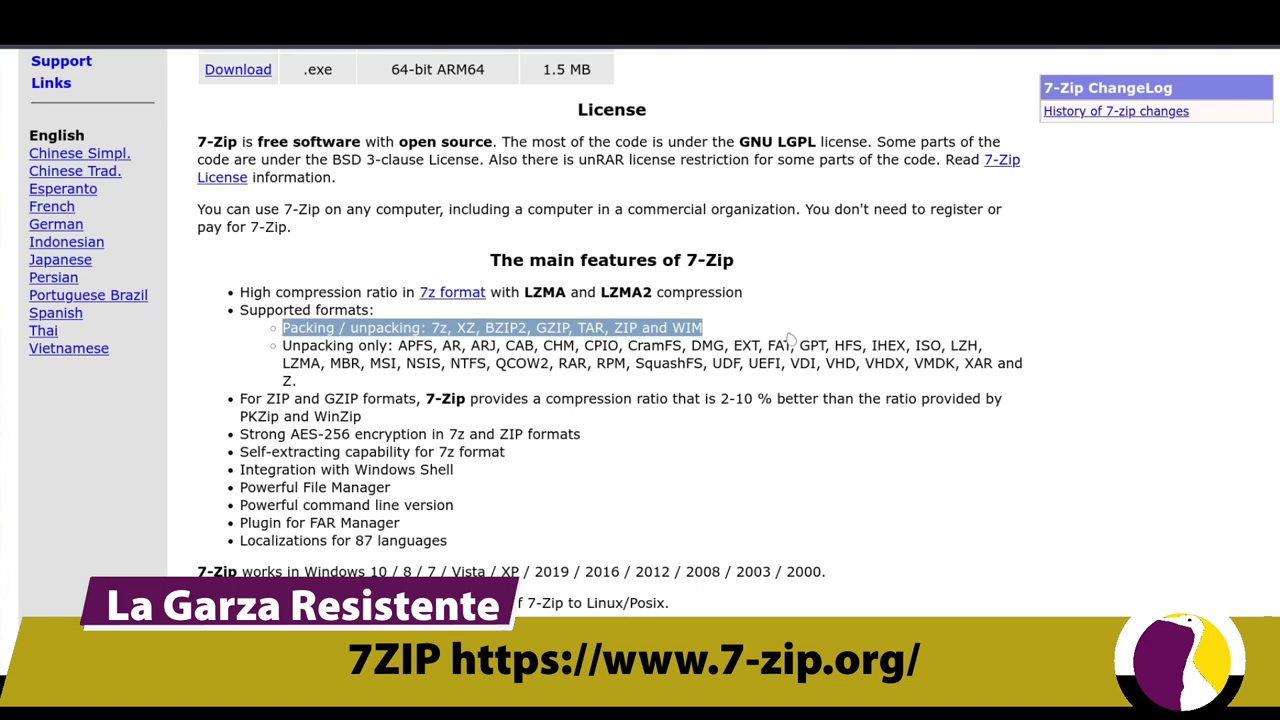 Support
Links
English
Chinese Simpl.
Chinese Trad.
Esperanto
French
German
Indonesian
Japanese
Persian
Portuguese Brazil
Spanish
Thai
Vietnamese
Download .exe 64-bit ARM64 1.5 MB
License
7-Zip is free software with open source. The most of the code is under the GNU LGPL license. Some parts of the
code are under the BSD 3-clause License. Also there is unRAR license restriction for some parts of the code. Read 7-Zip
License information.
You can use 7-Zip on any computer, including a computer in a commercial organization. You don't need to register or
pay for 7-Zip.
The main features of 7-Zip
• High compression ratio in 7z format with LZMA and LZMA2 compression
• Supported formats:
○ Packing / unpacking: 7z, XZ, BZIP2, GZIP, TAR, ZIP and WIM
○ Unpacking only: APFS, AR, ARJ, CAB, CHM, CPIO, CramFS, DMG, EXT, FAT, GPT, HFS, IHEX, ISO, LZH,
LZMA, MBR, MSI, NSIS, NTFS, QCOW2, RAR, RPM, SquashFS, UDF, UEFI, VDI, VHD, VHDX, VMDK, XAR and
Z.
• For ZIP and GZIP formats, 7-Zip provides a compression ratio that is 2-10 % better than the ratio provided by
PKZip and WinZip
• Strong AES-256 encryption in 7z and ZIP formats
• Self-extracting capability for 7z format
• Integration with Windows Shell
• Powerful File Manager
• Powerful command line version
• Plugin for FAR Manager
• Localizations for 87 languages
7-Zip works in Windows 10 / 8 / 7 / Vista / XP / 2019 / 2016 / 2012 / 2008 / 2003 / 2000.
f 7-Zip to Linux/Posix.
7-Zip ChangeLog
History of 7-zip changes
La Garza Resistente
7ZIP https://www.7-zip.org/